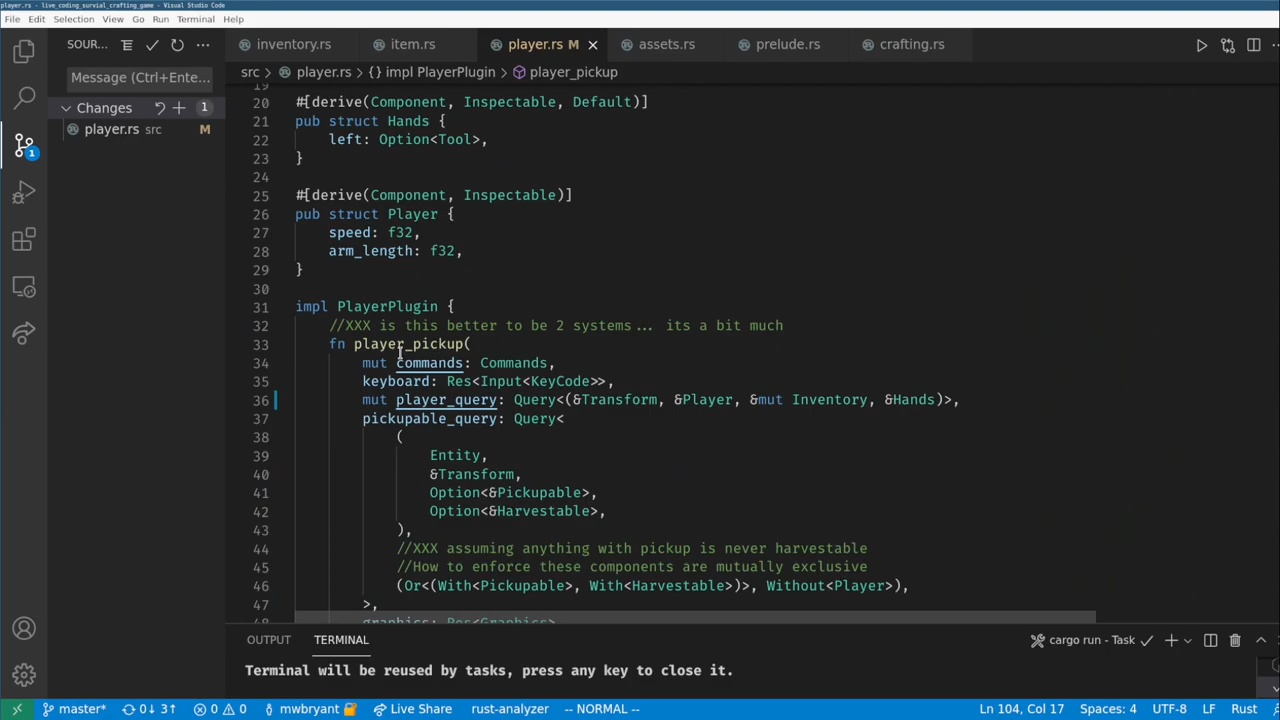 player.rs - live_coding_survial_crafting_game - Visual Studio Code
File Edit Selection View Go Run Terminal Help
SOUR... inventory.rs item.rs player.rs M assets.rs prelude.rs crafting.rs
Message (Ctrl+Ente... src > player.rs > {} impl PlayerPlugin > player_pickup
Changes 1
player.rs src M
19
20 #[derive(Component, Inspectable, Default)]
21 pub struct Hands {
22 left: Option<Tool>,
23 }
24
25 #[derive(Component, Inspectable)]
26 pub struct Player {
27 speed: f32,
28 arm_length: f32,
29 }
30
31 impl PlayerPlugin {
32 //XXX is this better to be 2 systems... its a bit much
33 fn player_pickup(
34 mut commands: Commands,
35 keyboard: Res<Input<KeyCode>>,
36 mut player_query: Query<(&Transform, &Player, &mut Inventory, &Hands)>,
37 pickupable_query: Query<
38 (
39 Entity,
40 &Transform,
41 Option<&Pickupable>,
42 Option<&Harvestable>,
43 ),
44 //XXX assuming anything with pickup is never harvestable
45 //How to enforce these components are mutually exclusive
46 (Or<(With<Pickupable>, With<Harvestable>)>, Without<Player>),
47 >,
48 graphics: Res<Graphics>
OUTPUT TERMINAL cargo run - Task
Terminal will be reused by tasks, press any key to close it.
1
master* 0↓ 3↑ 0 0 mwbryant Live Share rust-analyzer -- NORMAL -- Ln 104, Col 17 Spaces: 4 UTF-8 LF Rust